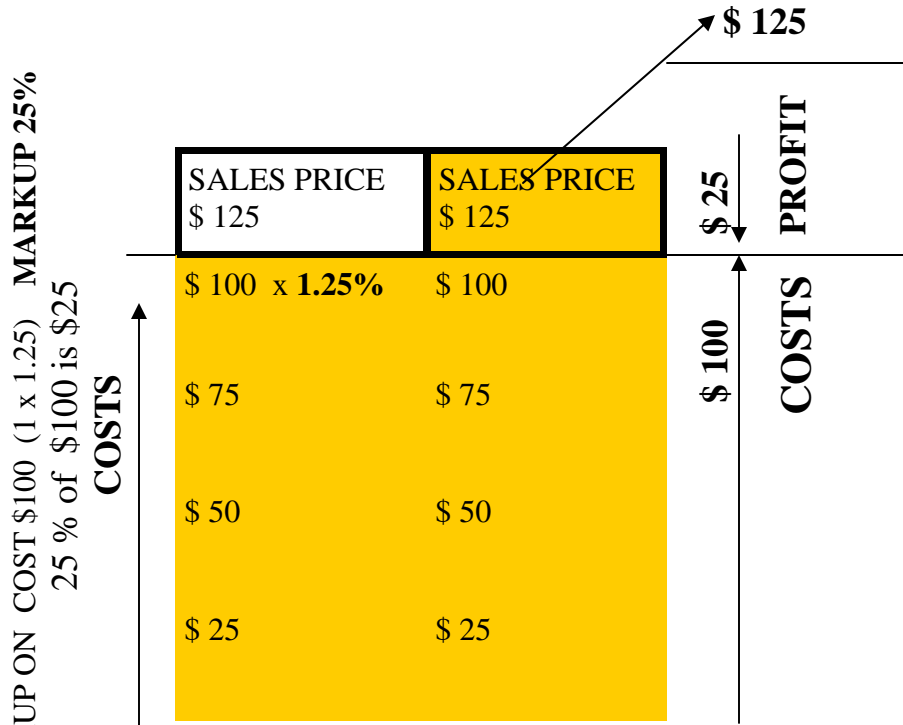 UP ON COST $100 (1 x 1.25) MARKUP 25%
25 % of $100 is $25
COSTS
$ 125
SALES PRICE
$ 125
SALES PRICE
$ 125
$ 100 x 1.25%
$ 100
$ 75
$ 75
$ 50
$ 50
$ 25
$ 25
$ 25
PROFIT
$ 100
COSTS